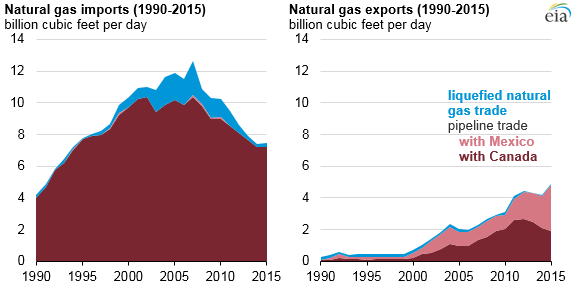 Natural gas imports (1990-2015)
billion cubic feet per day
14
12
10
8
6
4
2
0
1990 1995 2000 2005 2010 2015
Natural gas exports (1990-2015)
billion cubic feet per day
eia
14
12
10
8
6
4
2
0
liquefied natural
gas trade
pipeline trade
with Mexico
with Canada
1990 1995 2000 2005 2010 2015